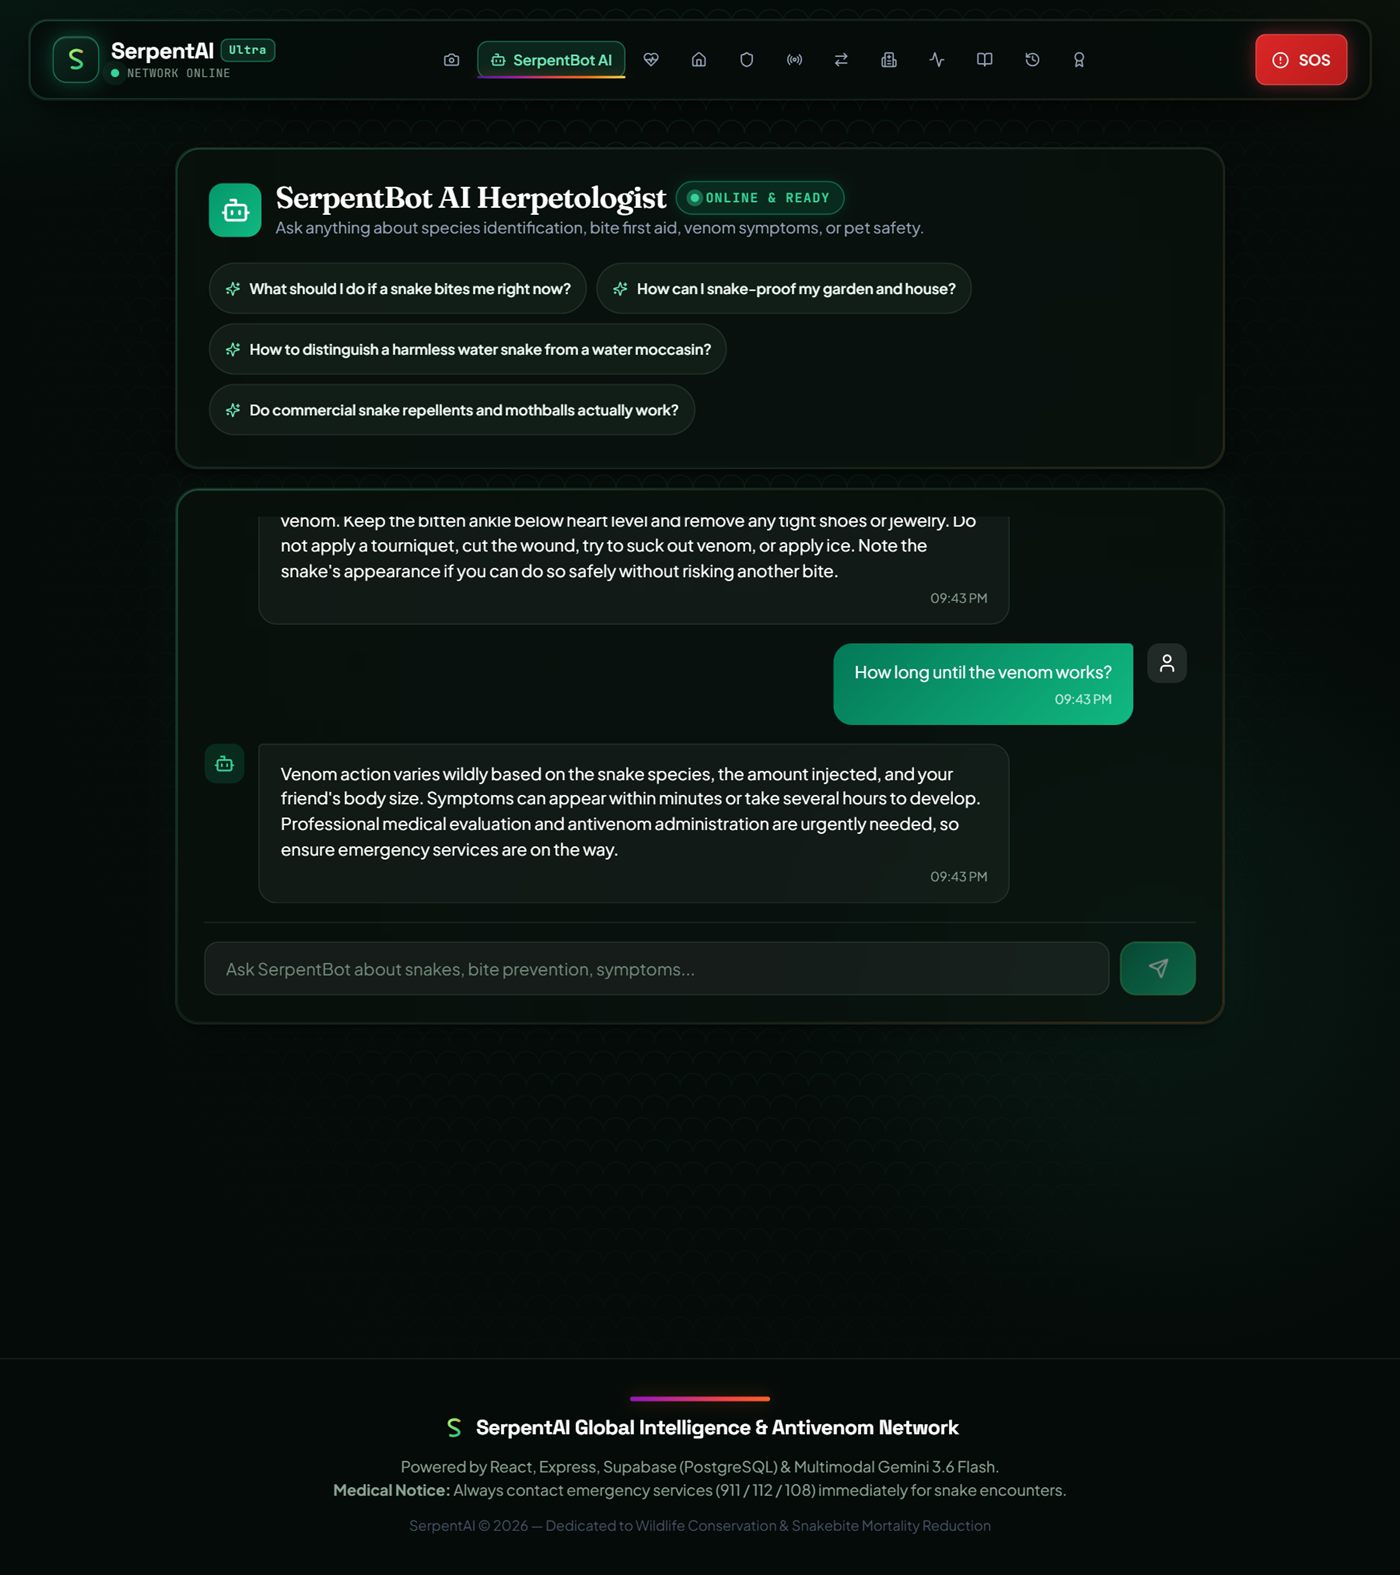 SerpentAI Ultra
NETWORK ONLINE
SerpentBot AI
SOS
SerpentBot AI Herpetologist ONLINE & READY
Ask anything about species identification, bite first aid, venom symptoms, or pet safety.
What should I do if a snake bites me right now?
How can I snake-proof my garden and house?
How to distinguish a harmless water snake from a water moccasin?
Do commercial snake repellents and mothballs actually work?
venom. Keep the bitten ankle below heart level and remove any tight shoes or jewelry. Do
not apply a tourniquet, cut the wound, try to suck out venom, or apply ice. Note the
snake's appearance if you can do so safely without risking another bite.
09:43 PM
How long until the venom works?
09:43 PM
Venom action varies wildly based on the snake species, the amount injected, and your
friend's body size. Symptoms can appear within minutes or take several hours to develop.
Professional medical evaluation and antivenom administration are urgently needed, so
ensure emergency services are on the way.
09:43 PM
Ask SerpentBot about snakes, bite prevention, symptoms...
SerpentAI Global Intelligence & Antivenom Network
Powered by React, Express, Supabase (PostgreSQL) & Multimodal Gemini 3.6 Flash.
Medical Notice: Always contact emergency services (911 / 112 / 108) immediately for snake encounters.
SerpentAI © 2026 — Dedicated to Wildlife Conservation & Snakebite Mortality Reduction